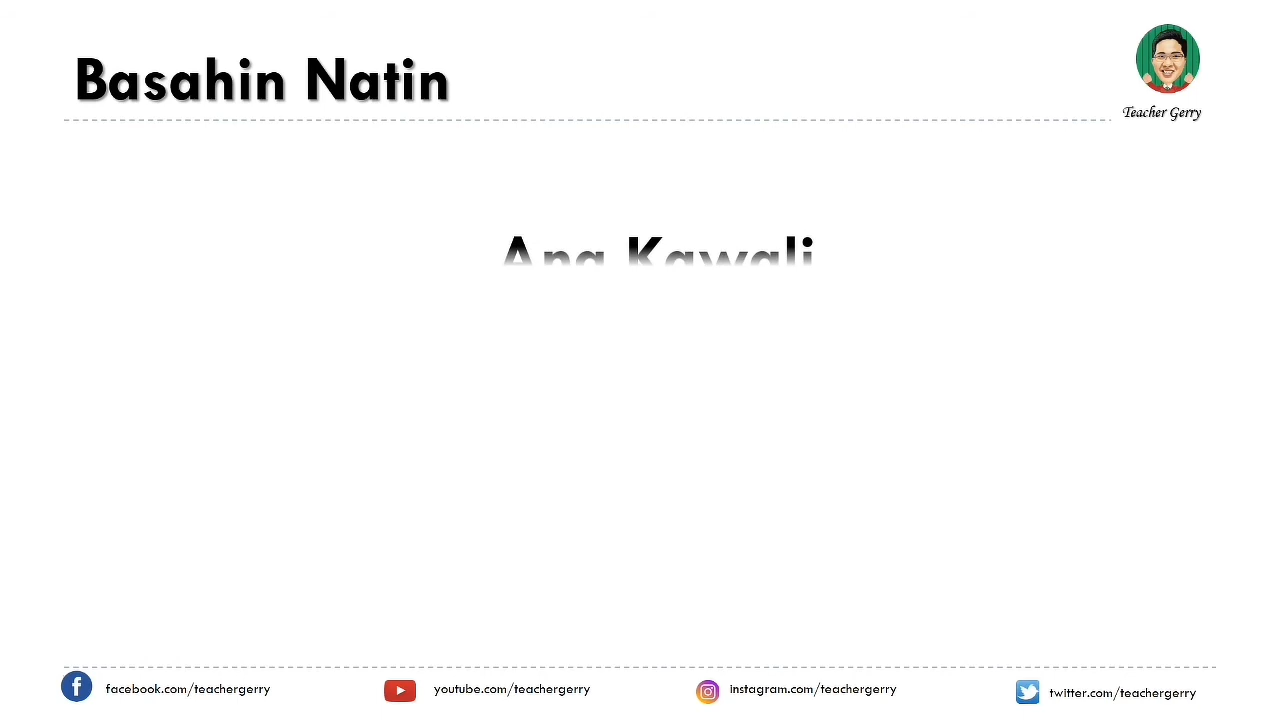 Basahin Natin
Teacher Gerry
Ang Kawali
facebook.com/teachergerry
youtube.com/teachergerry
instagram.com/teachergerry
twitter.com/teachergerry